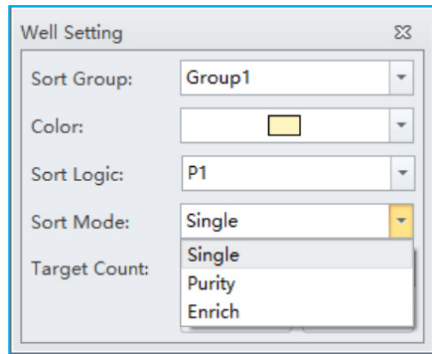 Well Setting
Sort Group: Group1
Color:
Sort Logic: P1
Sort Mode: Single
Single
Target Count:
Purity
Enrich